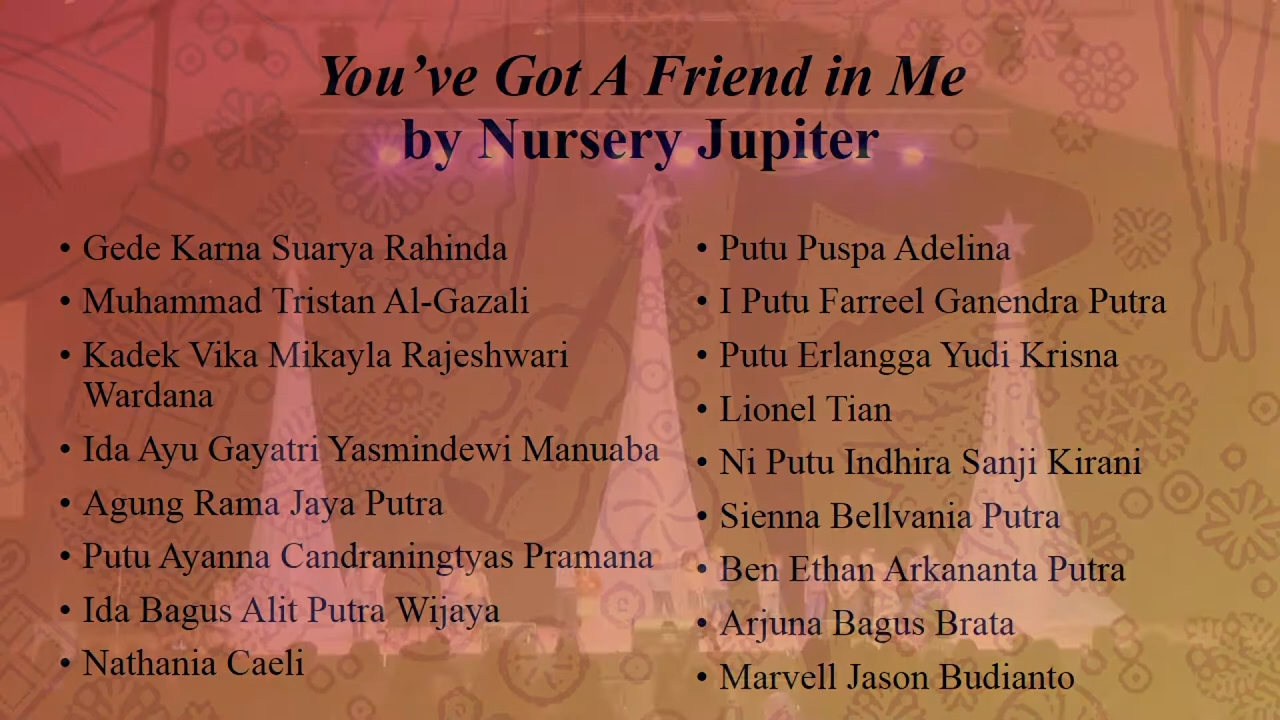 You’ve Got A Friend in Me
by Nursery Jupiter
• Gede Karna Suarya Rahinda
• Muhammad Tristan Al-Gazali
• Kadek Vika Mikayla Rajeshwari
Wardana
• Ida Ayu Gayatri Yasmindewi Manuaba
• Agung Rama Jaya Putra
• Putu Ayanna Candraningtyas Pramana
• Ida Bagus Alit Putra Wijaya
• Nathania Caeli
• Putu Puspa Adelina
• I Putu Farreel Ganendra Putra
• Putu Erlangga Yudi Krisna
• Lionel Tian
• Ni Putu Indhira Sanji Kirani
• Sienna Bellvania Putra
• Ben Ethan Arkananta Putra
• Arjuna Bagus Brata
• Marvell Jason Budianto